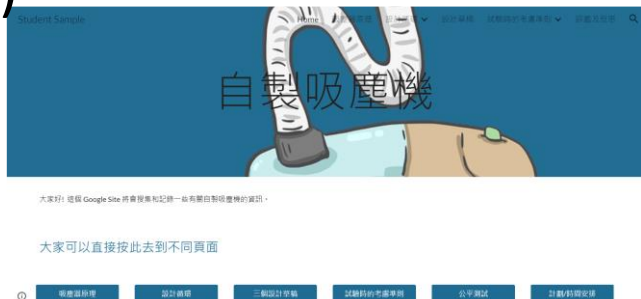 )
Student Sample
Home
自製吸塵機
大家好! 這個 Google Site 將會搜集和記錄一些有關自製吸塵機的資訊。
大家可以直接按此去到不同頁面
吸塵器原理 設計循環 三個設計草稿 試驗時的考慮準則 公平測試 計劃/時間安排